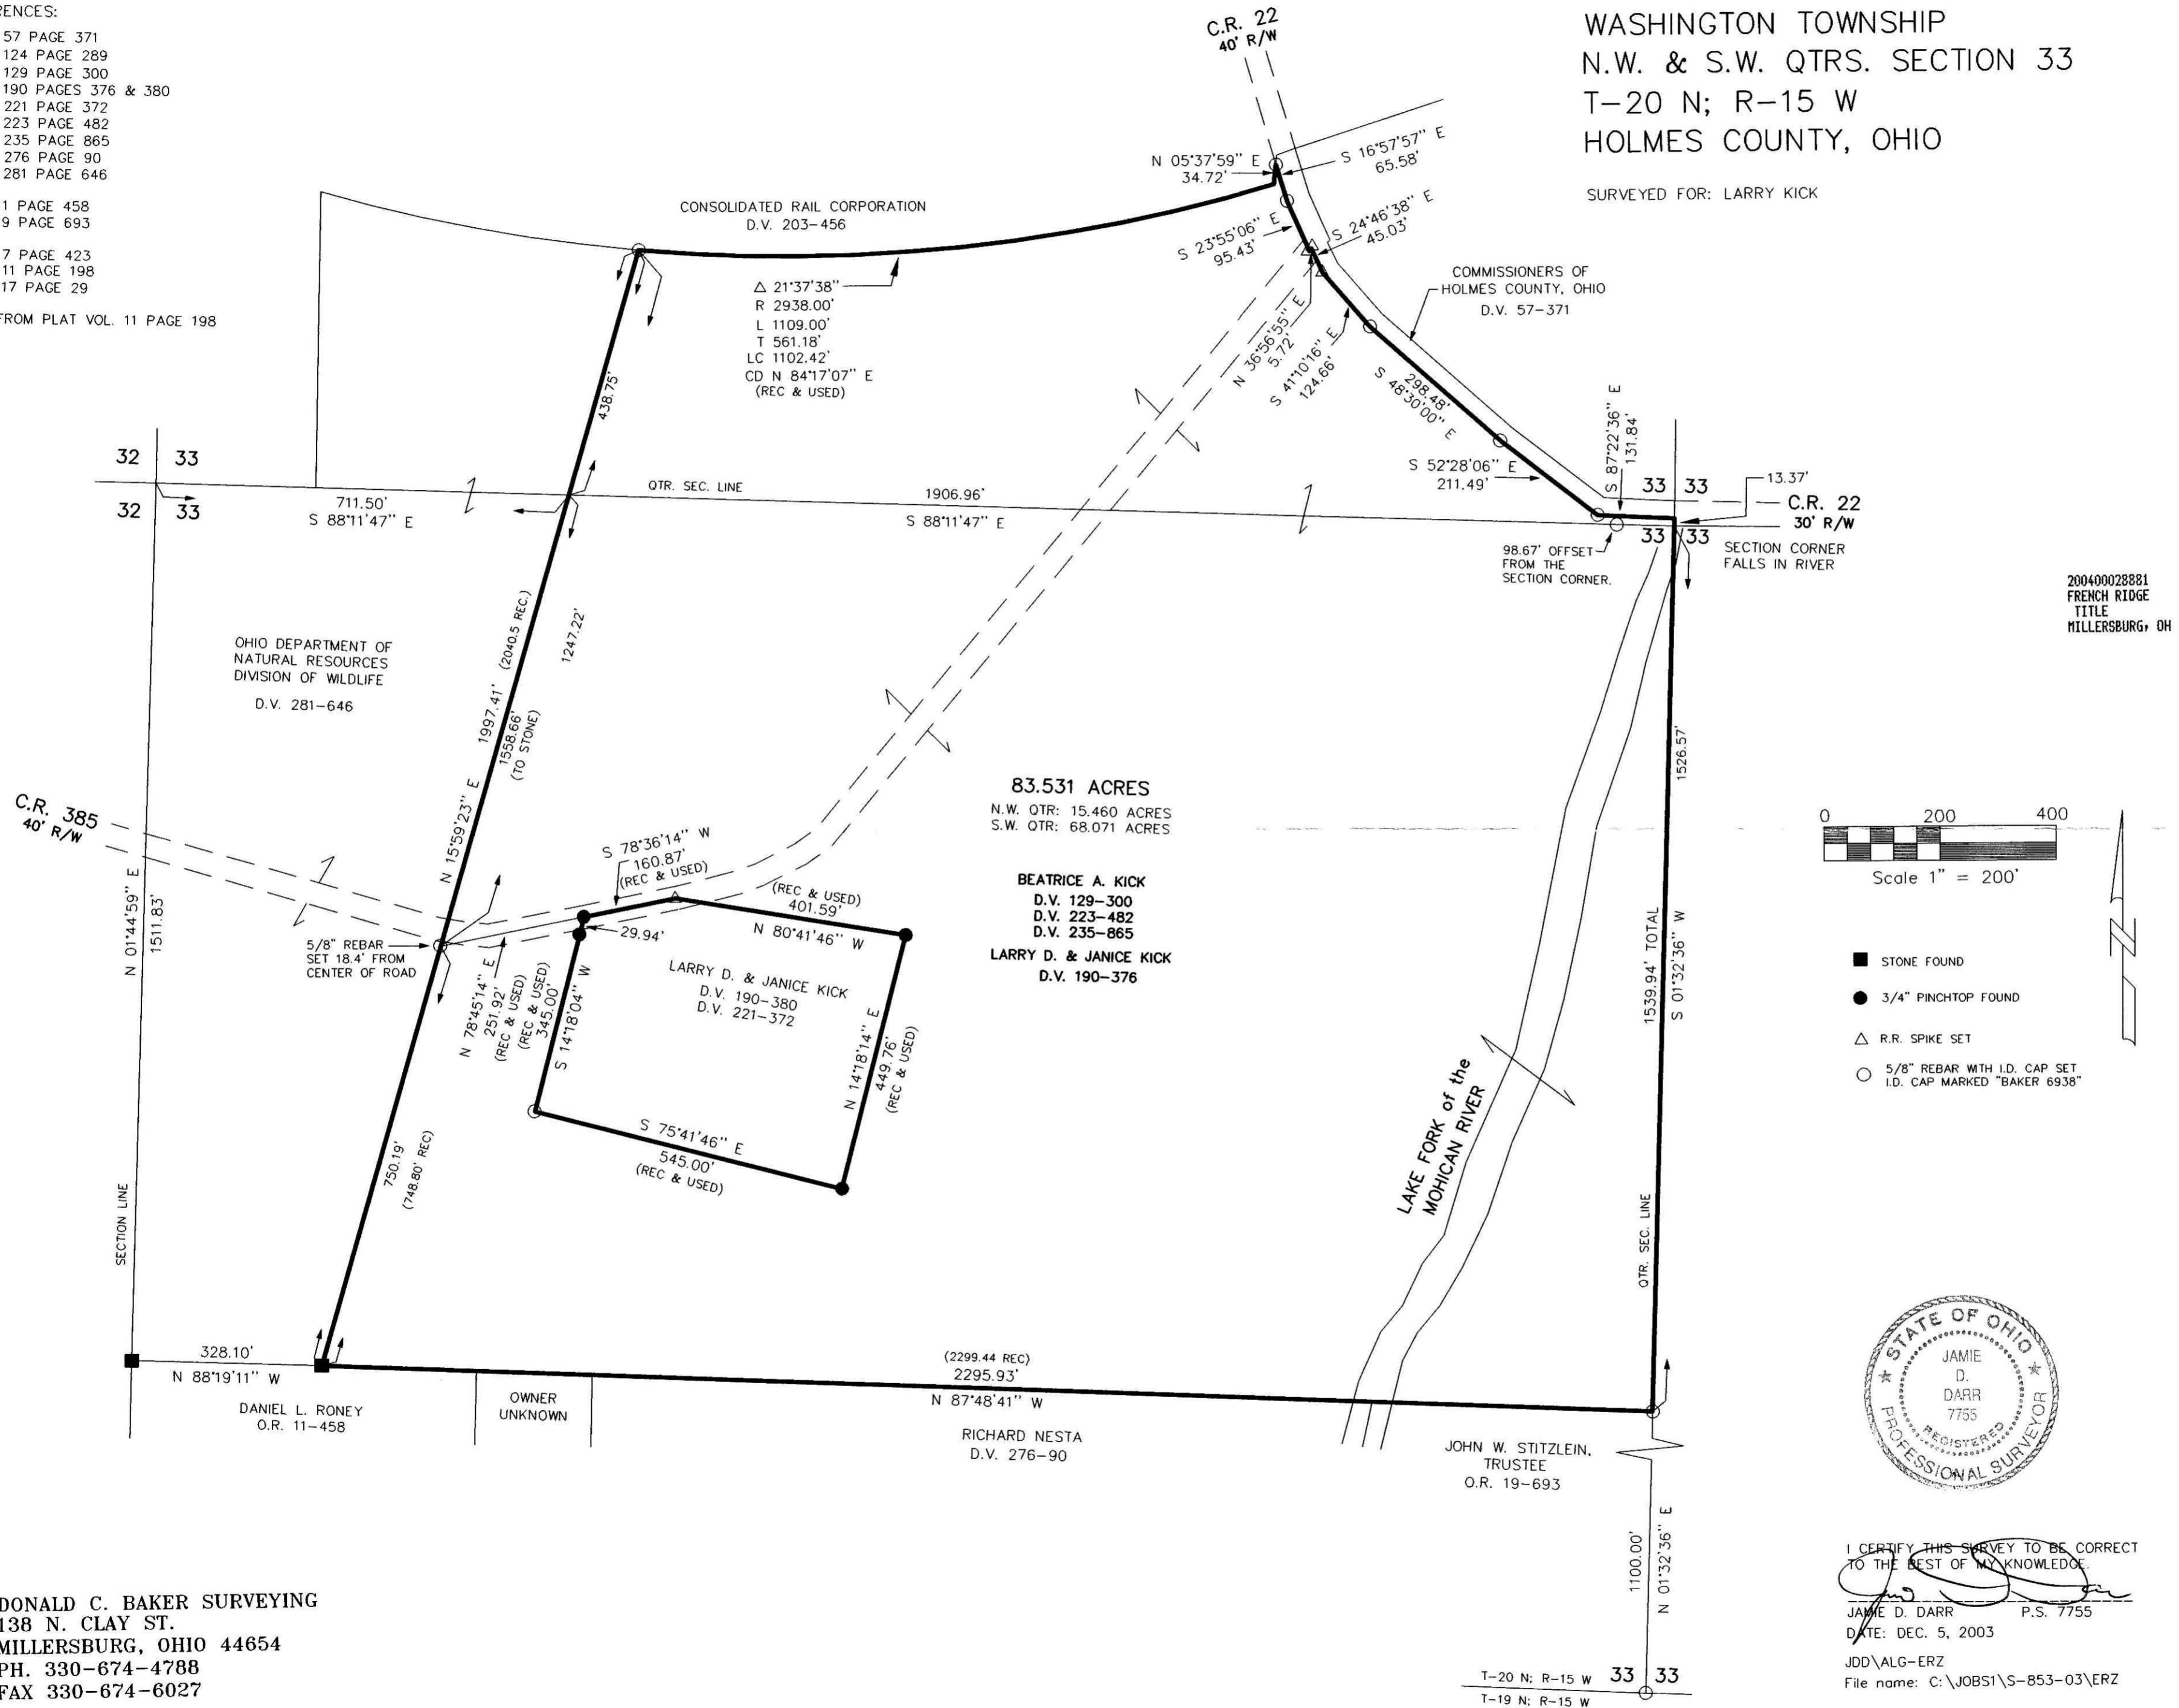 RENCES:
57 PAGE 371
124 PAGE 289
129 PAGE 300
190 PAGES 376 & 380
221 PAGE 372
223 PAGE 482
235 PAGE 865
276 PAGE 90
281 PAGE 646
1 PAGE 458
9 PAGE 693
7 PAGE 423
11 PAGE 198
17 PAGE 29
FROM PLAT VOL. 11 PAGE 198
C.R. 22
40' R/W
WASHINGTON TOWNSHIP
N.W. & S.W. QTRS. SECTION 33
T-20 N; R-15 W
HOLMES COUNTY, OHIO
SURVEYED FOR: LARRY KICK
CONSOLIDATED RAIL CORPORATION
D.V. 203-456
Δ 21°37'38"
R 2938.00'
L 1109.00'
T 561.18'
LC 1102.42'
CD N 84°17'07" E
(REC & USED)
N 05°37'59" E
34.72'
S 16°57'57" E
65.58'
S 23°55'06" E
95.43'
S 24°46'38" E
45.03'
N 36°56'55" E
5.72'
S 41°10'16" E
124.66'
298.48'
S 48°30'00" E
COMMISSIONERS OF
HOLMES COUNTY, OHIO
D.V. 57-371
S 52°28'06" E
211.49'
S 87°22'36" E
131.84'
13.37'
C.R. 22
30' R/W
33 33
33 33
98.67' OFFSET
FROM THE
SECTION CORNER.
SECTION CORNER
FALLS IN RIVER
200400028881
FRENCH RIDGE
TITLE
MILLERSBURG, OH
438.75'
32 33
32 33
711.50'
S 88°11'47" E
QTR. SEC. LINE
1906.96'
S 88°11'47" E
OHIO DEPARTMENT OF
NATURAL RESOURCES
DIVISION OF WILDLIFE
D.V. 281-646
N 15°59'23" E 1997.41' (2040.5 REC.)
1558.66'
(TO STONE)
1247.22'
C.R. 385
40' R/W
N 01°44'59" E
1511.83'
SECTION LINE
5/8" REBAR
SET 18.4' FROM
CENTER OF ROAD
S 78°36'14" W
160.87'
(REC & USED)
(REC & USED)
401.59'
N 80°41'46" W
29.94'
N 78°45'14" E
251.92'
(REC & USED)
(REC & USED)
345.00'
S 14°18'04" W
LARRY D. & JANICE KICK
D.V. 190-380
D.V. 221-372
N 14°18'14" E
449.76'
(REC & USED)
S 75°41'46" E
545.00'
(REC & USED)
750.19'
(748.80' REC)
83.531 ACRES
N.W. QTR: 15.460 ACRES
S.W. QTR: 68.071 ACRES
BEATRICE A. KICK
D.V. 129-300
D.V. 223-482
D.V. 235-865
LARRY D. & JANICE KICK
D.V. 190-376
LAKE FORK of the
MOHICAN RIVER
1526.57'
1539.94' TOTAL
S 01°32'36" W
QTR. SEC. LINE
0 200 400
Scale 1" = 200'
N
STONE FOUND
3/4" PINCHTOP FOUND
R.R. SPIKE SET
5/8" REBAR WITH I.D. CAP SET
I.D. CAP MARKED "BAKER 6938"
328.10'
N 88°19'11" W
DANIEL L. RONEY
O.R. 11-458
OWNER
UNKNOWN
(2299.44 REC)
2295.93'
N 87°48'41" W
RICHARD NESTA
D.V. 276-90
JOHN W. STITZLEIN,
TRUSTEE
O.R. 19-693
1100.00'
N 01°32'36" E
T-20 N; R-15 W 33 33
T-19 N; R-15 W
STATE OF OHIO
JAMIE
D.
DARR
7755
REGISTERED
PROFESSIONAL SURVEYOR
I CERTIFY THIS SURVEY TO BE CORRECT
TO THE BEST OF MY KNOWLEDGE.
JAMIE D. DARR P.S. 7755
DATE: DEC. 5, 2003
JDD\ALG-ERZ
File name: C:\JOBS1\S-853-03\ERZ
DONALD C. BAKER SURVEYING
138 N. CLAY ST.
MILLERSBURG, OHIO 44654
PH. 330-674-4788
FAX 330-674-6027